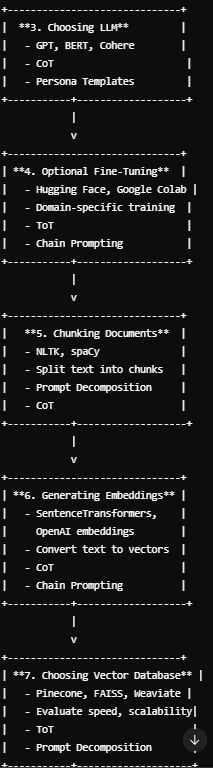 **3. Choosing LLM**
- GPT, BERT, Cohere
- CoT
- Persona Templates
v
**4. Optional Fine-Tuning**
- Hugging Face, Google Colab
- Domain-specific training
- ToT
- Chain Prompting
v
**5. Chunking Documents**
- NLTK, spaCy
- Split text into chunks
- Prompt Decomposition
- CoT
v
**6. Generating Embeddings**
- SentenceTransformers,
OpenAI embeddings
- Convert text to vectors
- CoT
- Chain Prompting
v
**7. Choosing Vector Database**
- Pinecone, FAISS, Weaviate
- Evaluate speed, scalability
- ToT
- Prompt Decomposition